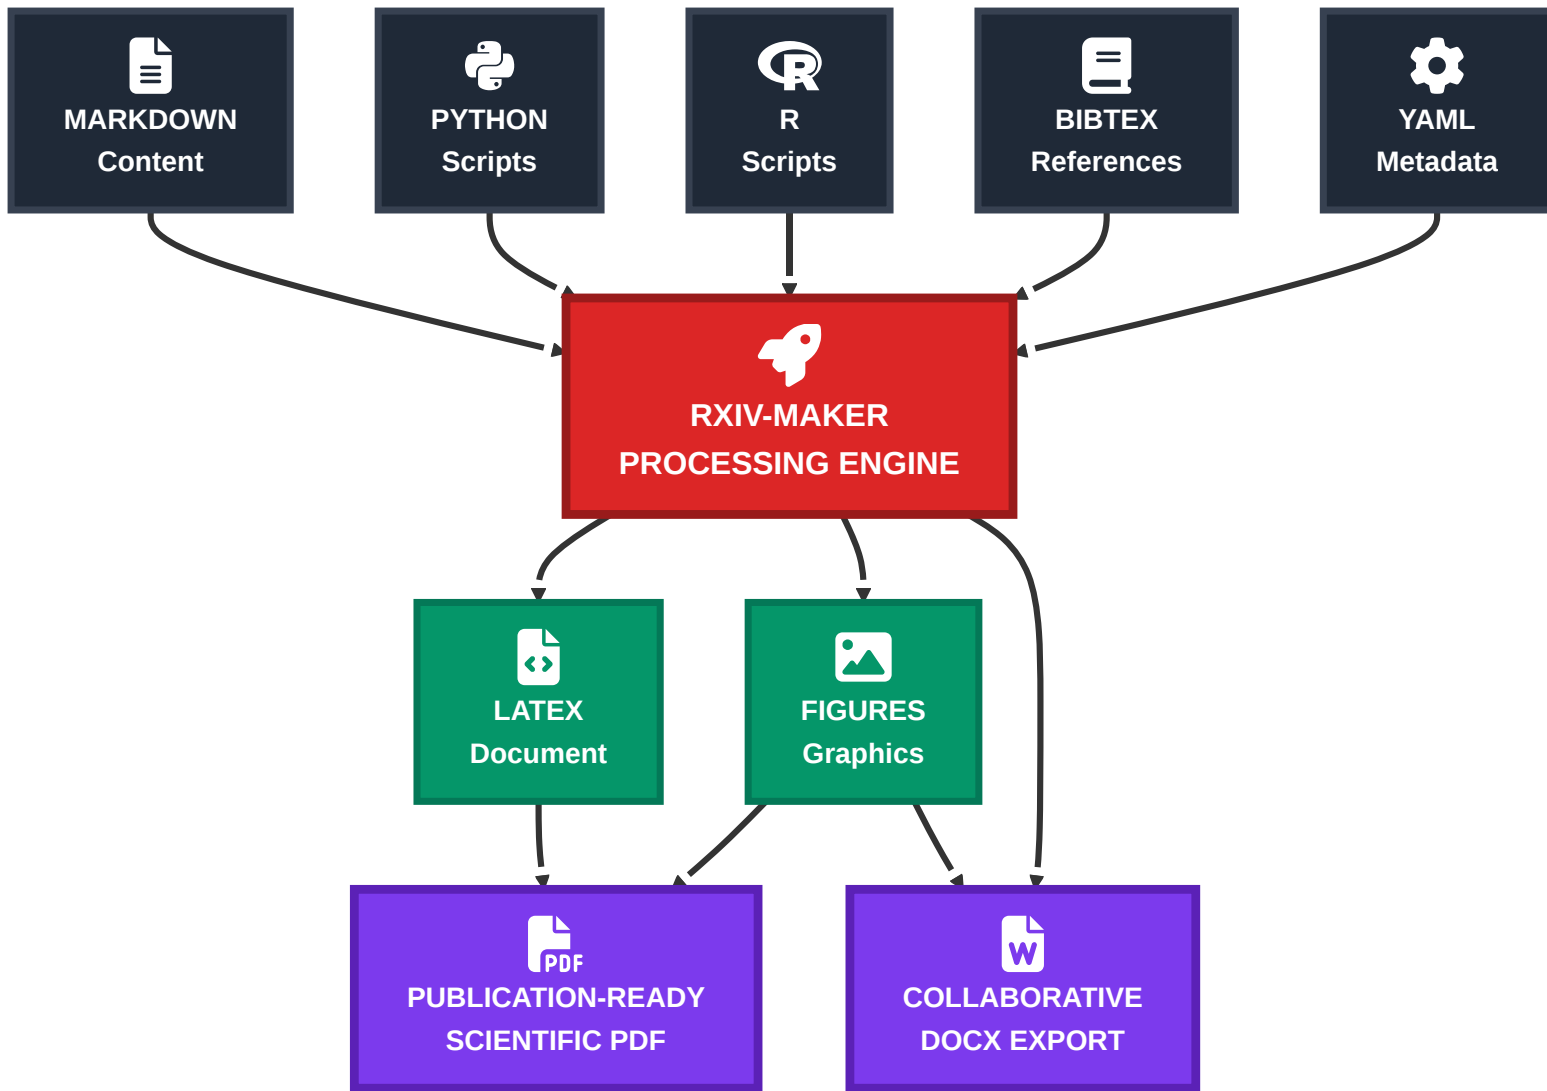 MARKDOWN
Content
PYTHON
Scripts
R
R
Scripts
BIBTEX
References
YAML
Metadata
RXIV-MAKER
PROCESSING ENGINE
LATEX
Document
FIGURES
Graphics
PDF
PUBLICATION-READY
SCIENTIFIC PDF
W
COLLABORATIVE
DOCX EXPORT